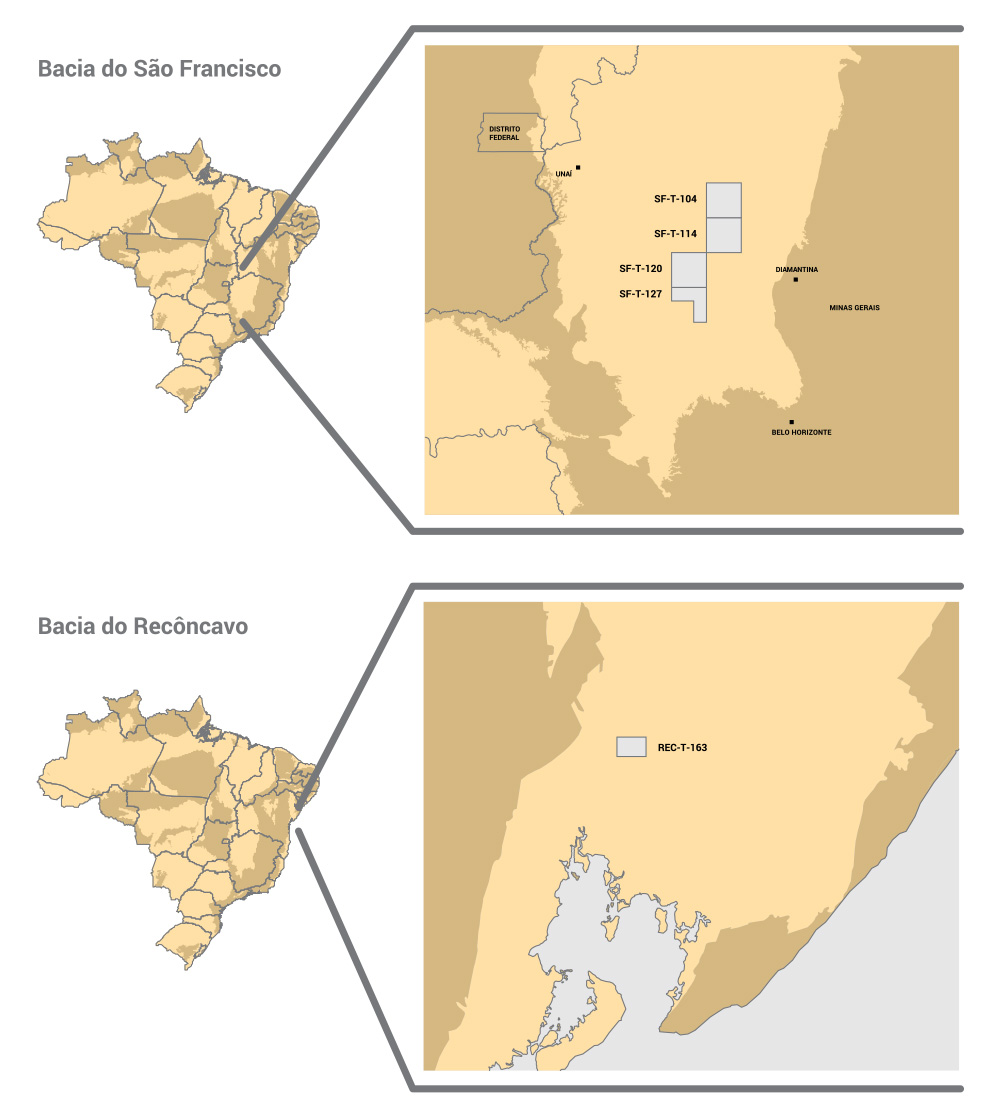 Bacia do São Francisco
DISTRITO
FEDERAL
UNAÍ
SF-T-104
SF-T-114
SF-T-120
SF-T-127
DIAMANTINA
MINAS GERAIS
BELO HORIZONTE
Bacia do Recôncavo
REC-T-163